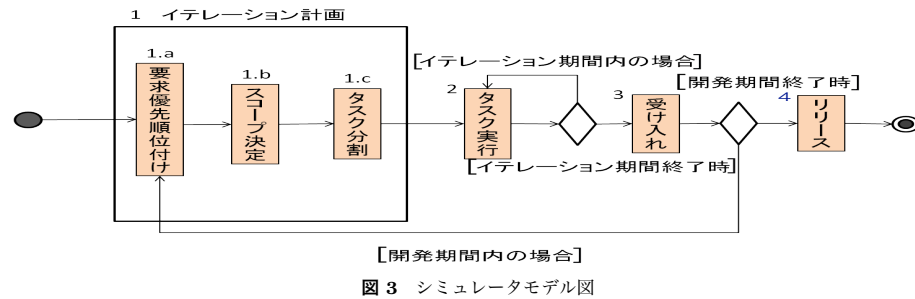 1 イテレーション計画
1.a
要求優先順位付け
1.b
スコープ決定
1.c
タスク分割
[イテレーション期間内の場合]
2
タスク実行
[イテレーション期間終了時]
3
受け入れ
[開発期間終了時]
4
リリース
[開発期間内の場合]
図 3 シミュレータモデル図